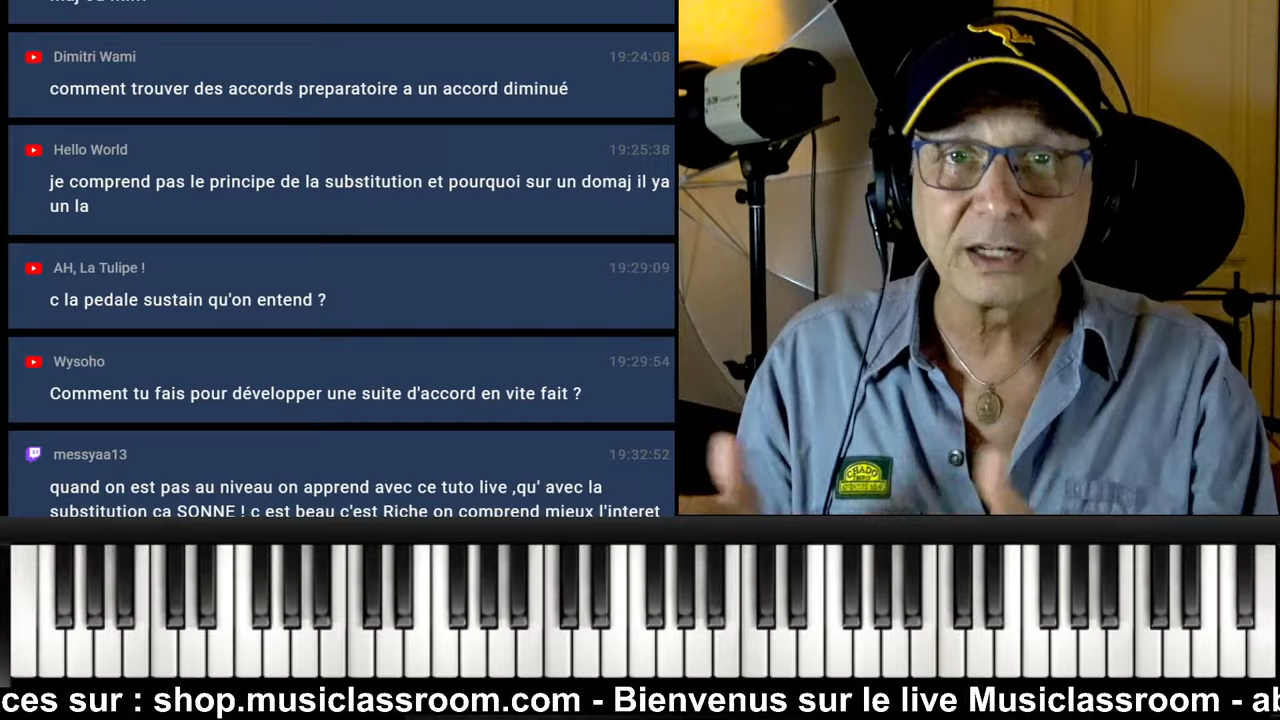 Dimitri Wami 19:24:08
comment trouver des accords preparatoire a un accord diminué
Hello World 19:25:38
je comprend pas le principe de la substitution et pourquoi sur un domaj il ya
un la
AH, La Tulipe ! 19:29:09
c la pedale sustain qu'on entend ?
Wysoho 19:29:54
Comment tu fais pour développer une suite d'accord en vite fait ?
messyaa13 19:32:52
quand on est pas au niveau on apprend avec ce tuto live ,qu' avec la
substitution ca SONNE ! c est beau c'est Riche on comprend mieux l'interet
CHADO
ces sur : shop.musiclassroom.com - Bienvenus sur le live Musiclassroom - ab